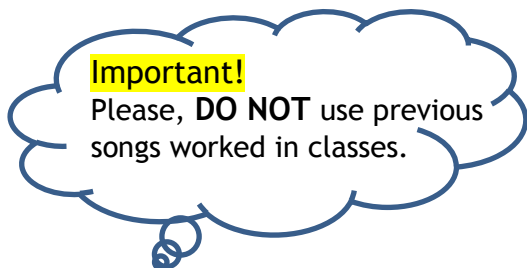 Important!
Please, DO NOT use previous
songs worked in classes.